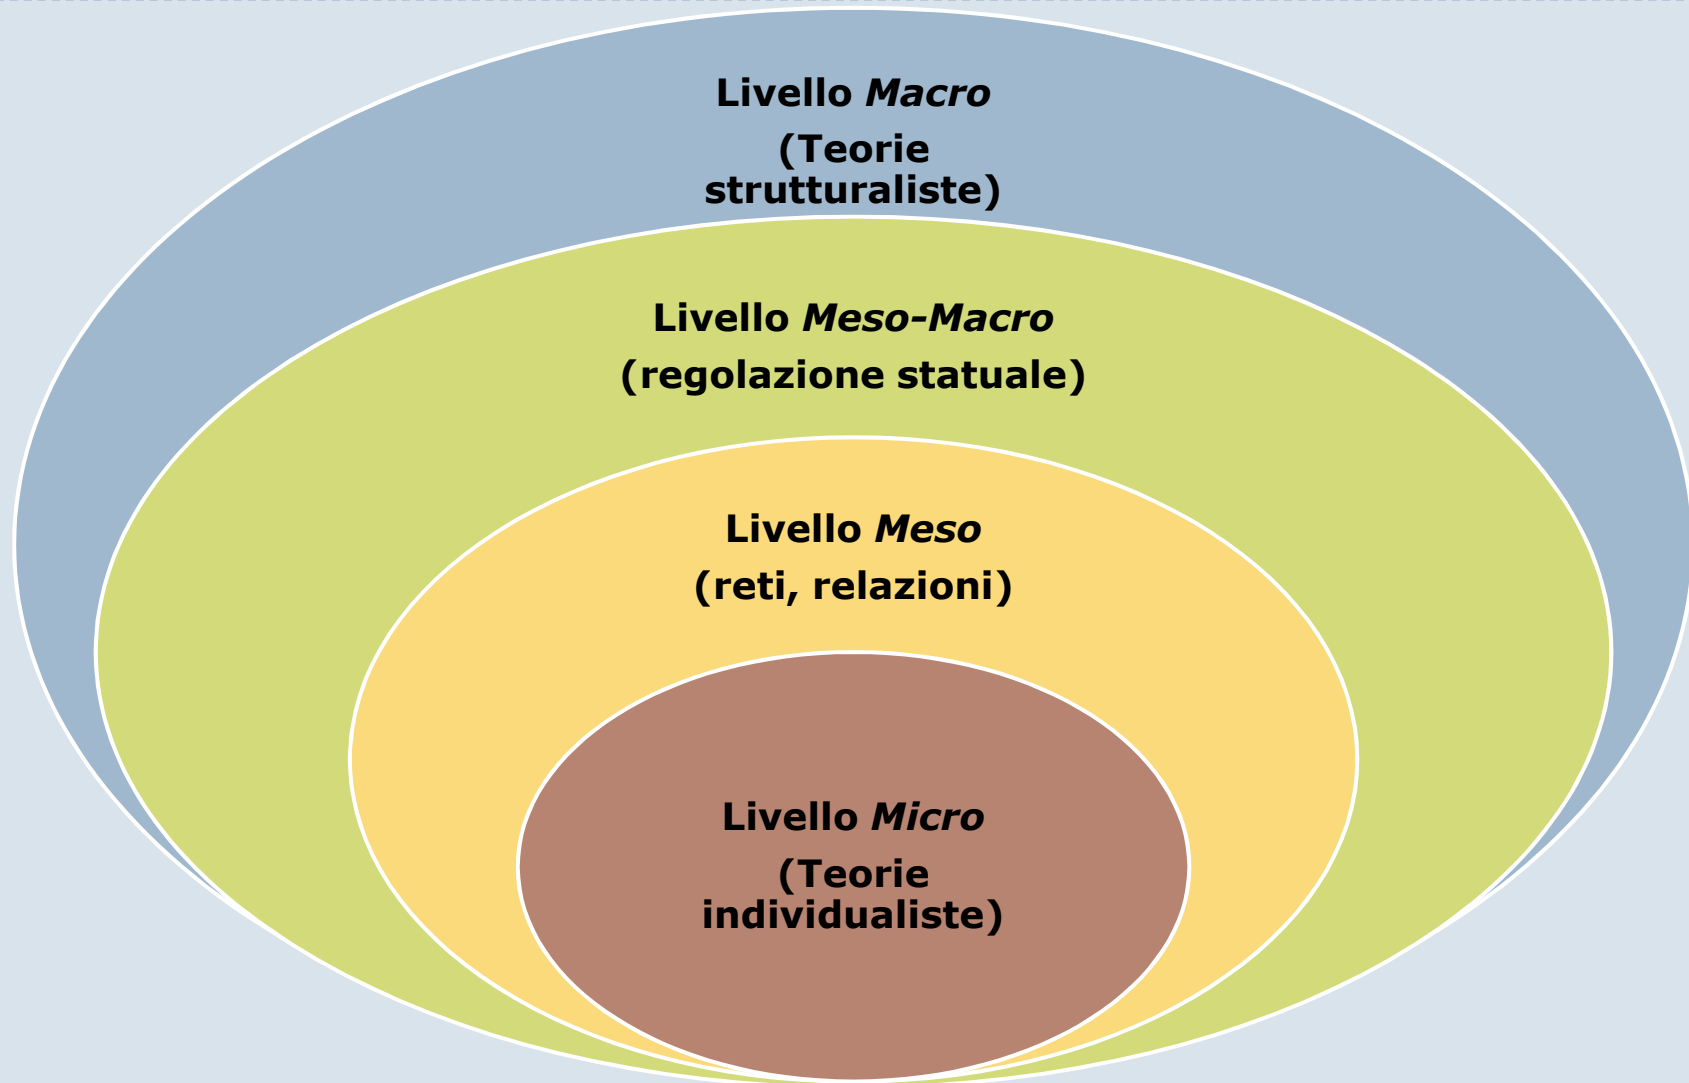 Livello Macro
(Teorie
strutturaliste)
Livello Meso-Macro
(regolazione statuale)
Livello Meso
(reti, relazioni)
Livello Micro
(Teorie
individualiste)